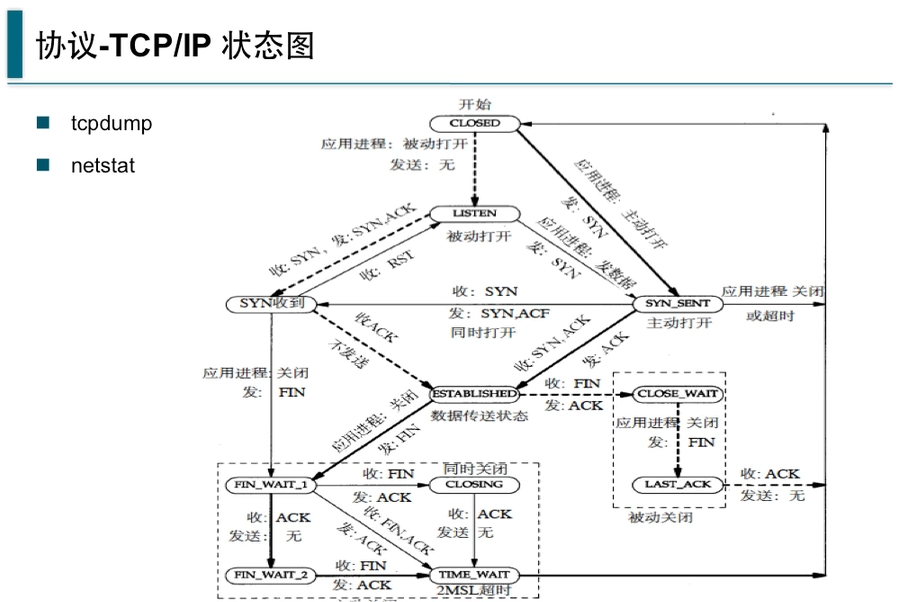 协议-TCP/IP 状态图
tcpdump
netstat
开始
CLOSED
应用进程：被动打开
发送：无
应用进程：主动打开
发：SYN
LISTEN
被动打开
收：SYN，发：SYN,ACK
收：RST
应用进程：发数据
发：SYN
SYN收到
收：SYN
发：SYN,ACF
同时打开
SYN_SENT
主动打开
应用进程 关闭
或超时
收ACK
不发送
收：SYN,ACK
发：ACK
应用进程：关闭
发：FIN
ESTABLISHED
数据传送状态
收：FIN
发：ACK
CLOSE_WAIT
应用进程：关闭
发：FIN
应用进程 关闭
发：FIN
LAST_ACK
收：ACK
发送：无
被动关闭
FIN_WAIT_1
收：FIN
发：ACK
同时关闭
CLOSING
收：ACK
发送：无
收：FIN,ACK
发：ACK
收：ACK
发送 无
FIN_WAIT_2
收：FIN
发：ACK
TIME_WAIT
2MSL超时